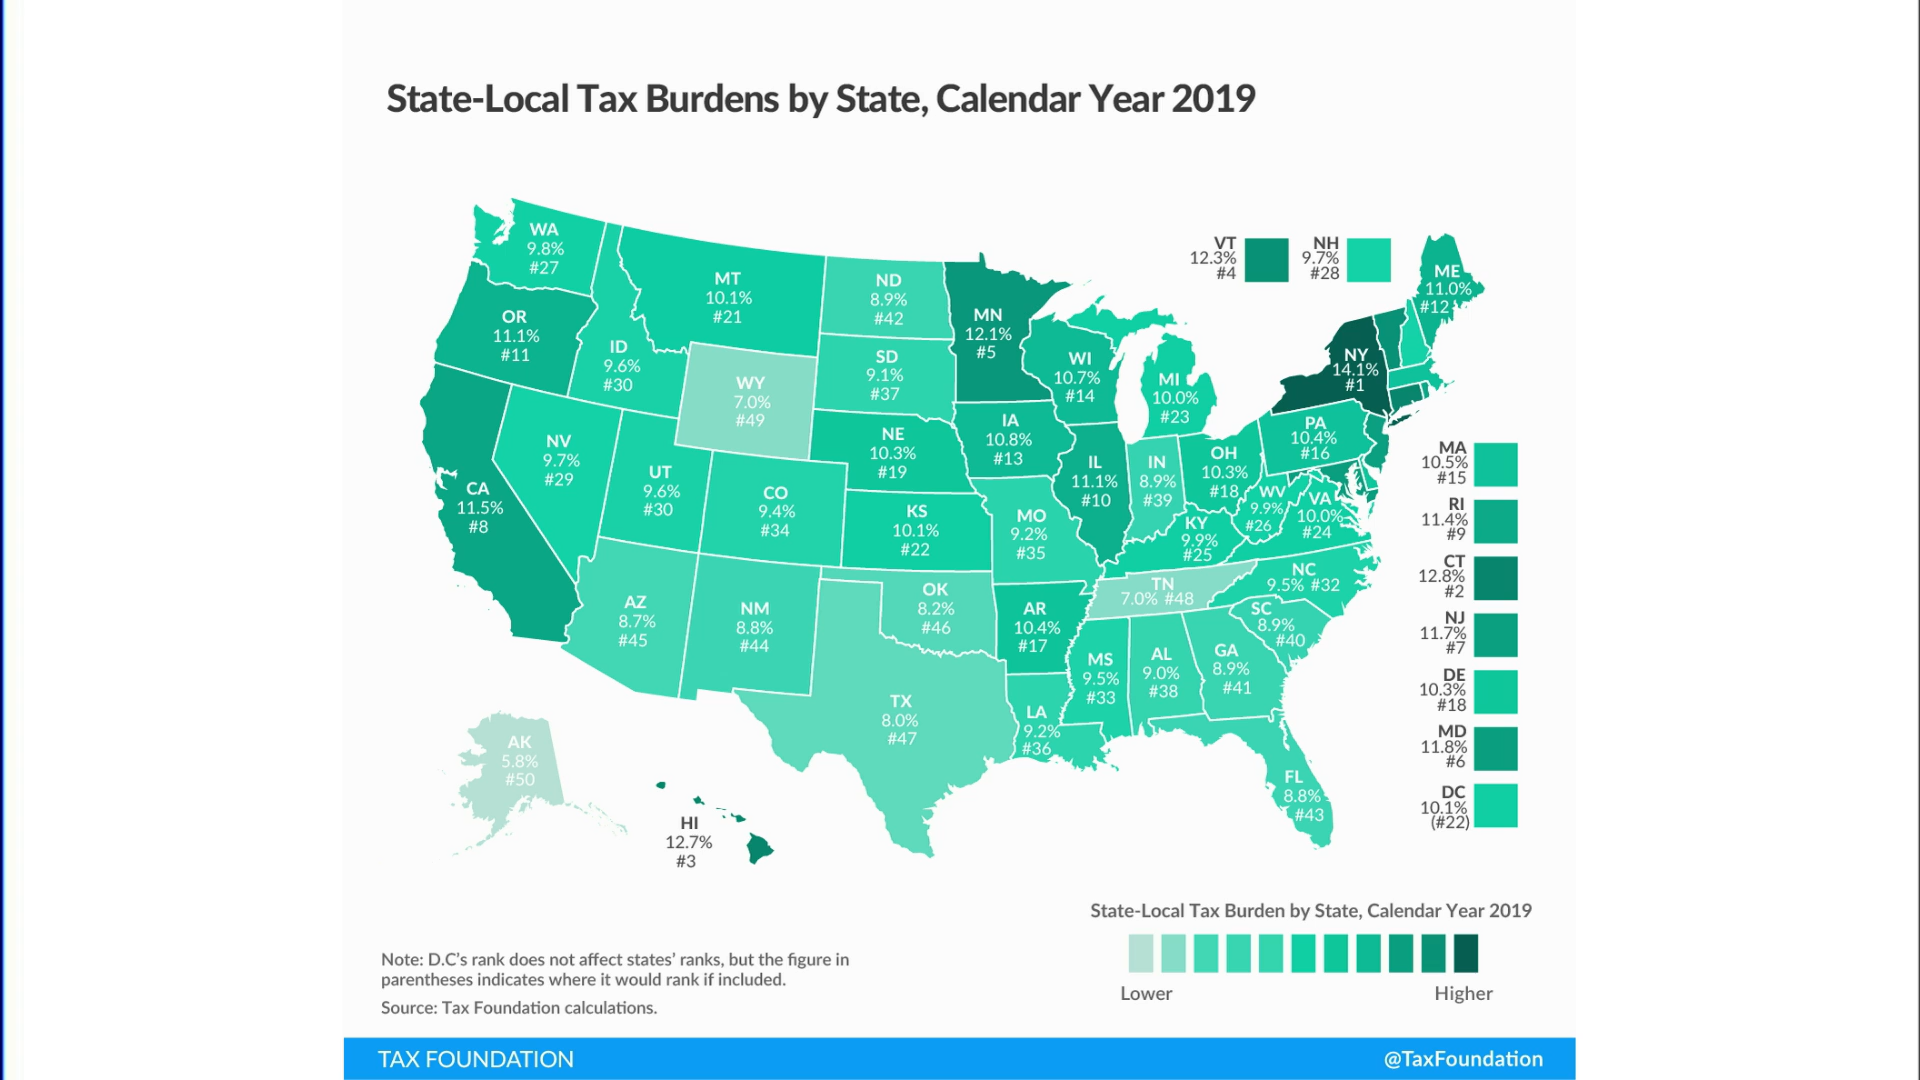 State-Local Tax Burdens by State, Calendar Year 2019
WA
9.8%
#27
MT
10.1%
#21
ND
8.9%
#42
MN
12.1%
#5
VT
12.3%
#4
NH
9.7%
#28
ME
11.0%
#12
OR
11.1%
#11
ID
9.6%
#30
WY
7.0%
#49
SD
9.1%
#37
WI
10.7%
#14
MI
10.0%
#23
NY
14.1%
#1
CA
11.5%
#8
NV
9.7%
#29
UT
9.6%
#30
CO
9.4%
#34
NE
10.3%
#19
KS
10.1%
#22
IA
10.8%
#13
MO
9.2%
#35
IL
11.1%
#10
IN
8.9%
#39
OH
10.3%
#18
PA
10.4%
#16
WV
9.9%
#26
VA
10.0%
#24
KY
9.9%
#25
MA
10.5%
#15
RI
11.4%
#9
CT
12.8%
#2
NJ
11.7%
#7
DE
10.3%
#18
MD
11.8%
#6
DC
10.1%
(#22)
AZ
8.7%
#45
NM
8.8%
#44
OK
8.2%
#46
AR
10.4%
#17
TN
7.0% #48
NC
9.5% #32
SC
8.9%
#40
TX
8.0%
#47
LA
9.2%
#36
MS
9.5%
#33
AL
9.0%
#38
GA
8.9%
#41
FL
8.8%
#43
AK
5.8%
#50
HI
12.7%
#3
State-Local Tax Burden by State, Calendar Year 2019
Lower
Higher
Note: D.C’s rank does not affect states’ ranks, but the figure in
parentheses indicates where it would rank if included.
Source: Tax Foundation calculations.
TAX FOUNDATION
@TaxFoundation